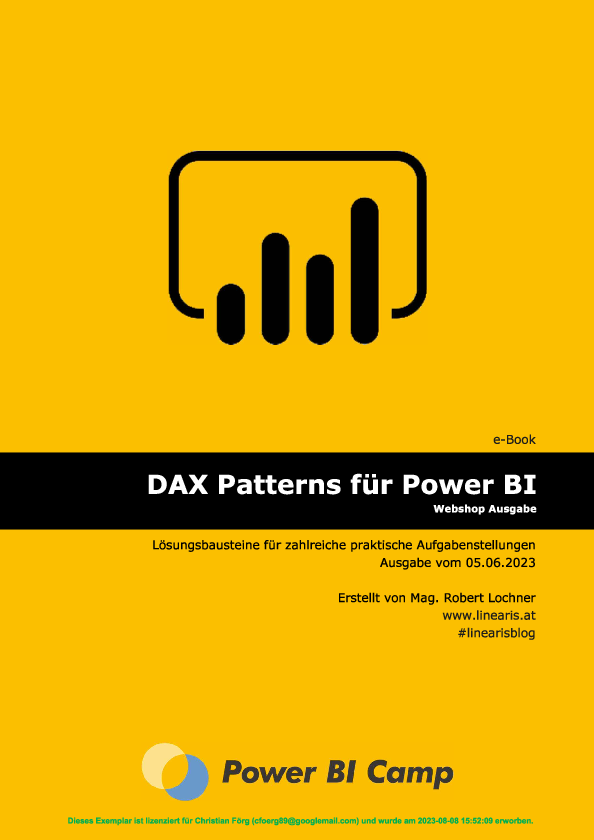 e-Book
DAX Patterns für Power BI
Webshop Ausgabe
Lösungsbausteine für zahlreiche praktische Aufgabenstellungen
Ausgabe vom 05.06.2023
Erstellt von Mag. Robert Lochner
www.linearis.at
#linearisblog
Power BI Camp
Dieses Exemplar ist lizenziert für Christian Förg (cfoerg89@googlemail.com) und wurde am 2023-08-08 15:52:09 erworben.